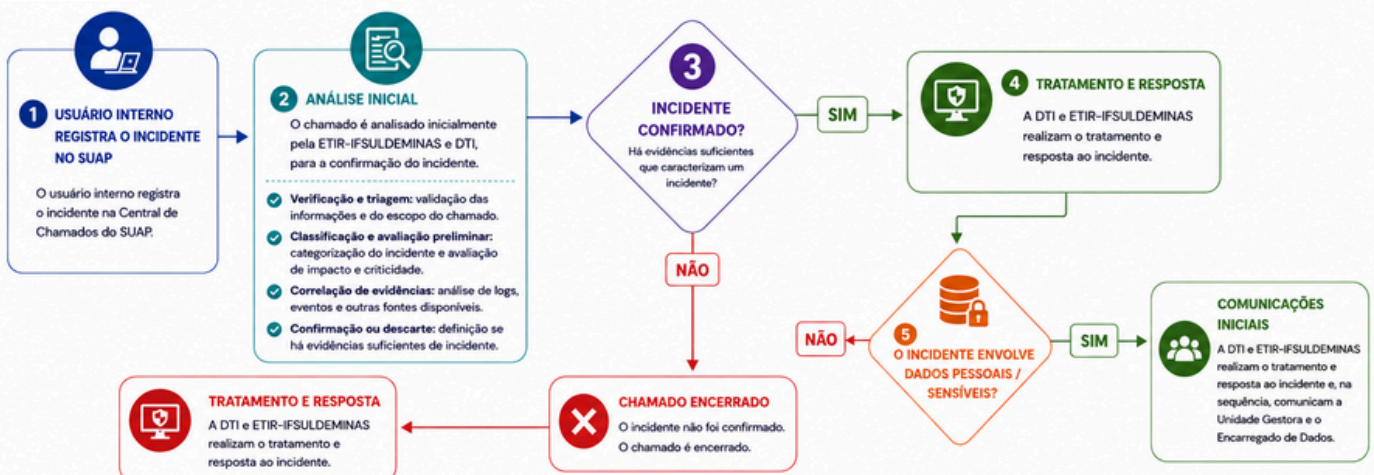 1 USUÁRIO INTERNO
REGISTRA O INCIDENTE
NO SUAP
O usuário interno registra
o incidente na Central de
Chamados do SUAP.
2 ANÁLISE INICIAL
O chamado é analisado inicialmente
pela ETIR-IFSULDEMINAS e DTI,
para a confirmação do incidente.
Verificação e triagem: validação das
informações e do escopo do chamado.
Classificação e avaliação preliminar:
categorização do incidente e avaliação
de impacto e criticidade.
Correlação de evidências: análise de logs,
eventos e outras fontes disponíveis.
Confirmação ou descarte: definição se
há evidências suficientes de incidente.
3
INCIDENTE
CONFIRMADO?
Há evidências suficientes
que caracterizam um
incidente?
SIM
NÃO
4 TRATAMENTO E RESPOSTA
A DTI e ETIR-IFSULDEMINAS
realizam o tratamento e
resposta ao incidente.
5
O INCIDENTE ENVOLVE
DADOS PESSOAIS /
SENSÍVEIS?
NÃO
SIM
COMUNICAÇÕES
INICIAIS
A DTI e ETIR-IFSULDEMINAS
realizam o tratamento e
resposta ao incidente e, na
sequência, comunicam a
Unidade Gestora e o
Encarregado de Dados.
CHAMADO ENCERRADO
O incidente não foi confirmado.
O chamado é encerrado.
TRATAMENTO E RESPOSTA
A DTI e ETIR-IFSULDEMINAS
realizam o tratamento e
resposta ao incidente.